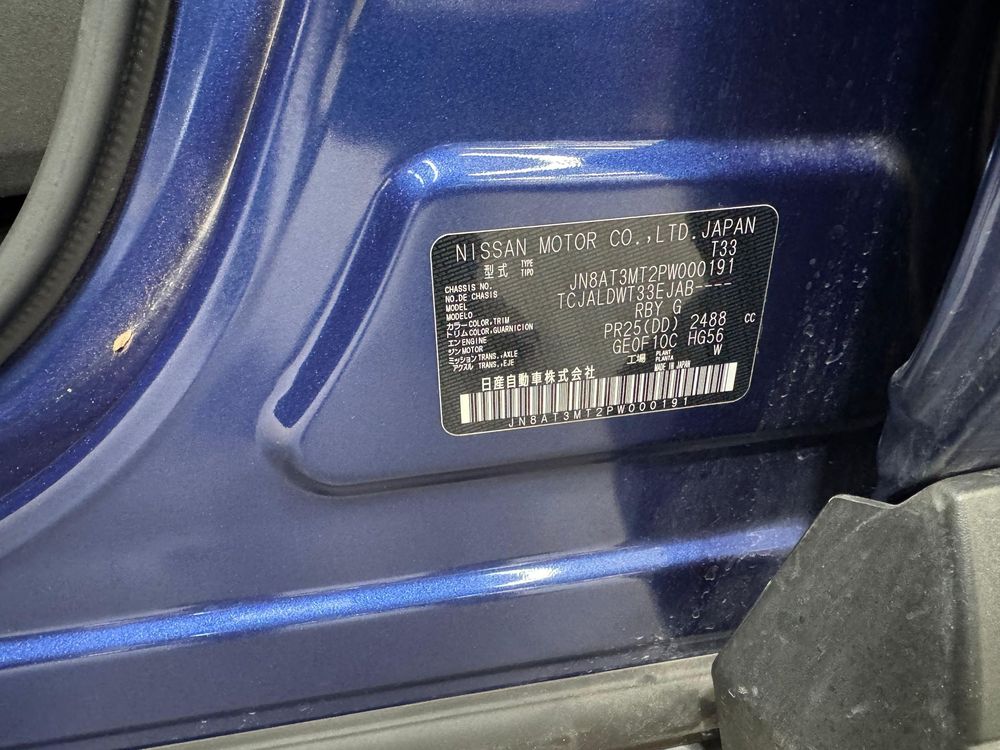 NISSAN MOTOR CO.,LTD. JAPAN
型式 TYPE TIPO T33
CHASSIS NO. NO.DE CHASIS JN8AT3MT2PW000191
MODEL MODELO TCJALDWT33EJAB----
カラー COLOR,TRIM トリム COLOR,GUARNICION RBY G
エンジン ENGINE MOTOR PR25(DD) 2488 CC
ミッション TRANS.,AXLE アクスル TRANS.,EJE GE0F10C HG56
工場 PLANT PLANTA W
日産自動車株式会社 MADE IN JAPAN
JN8AT3MT2PW000191